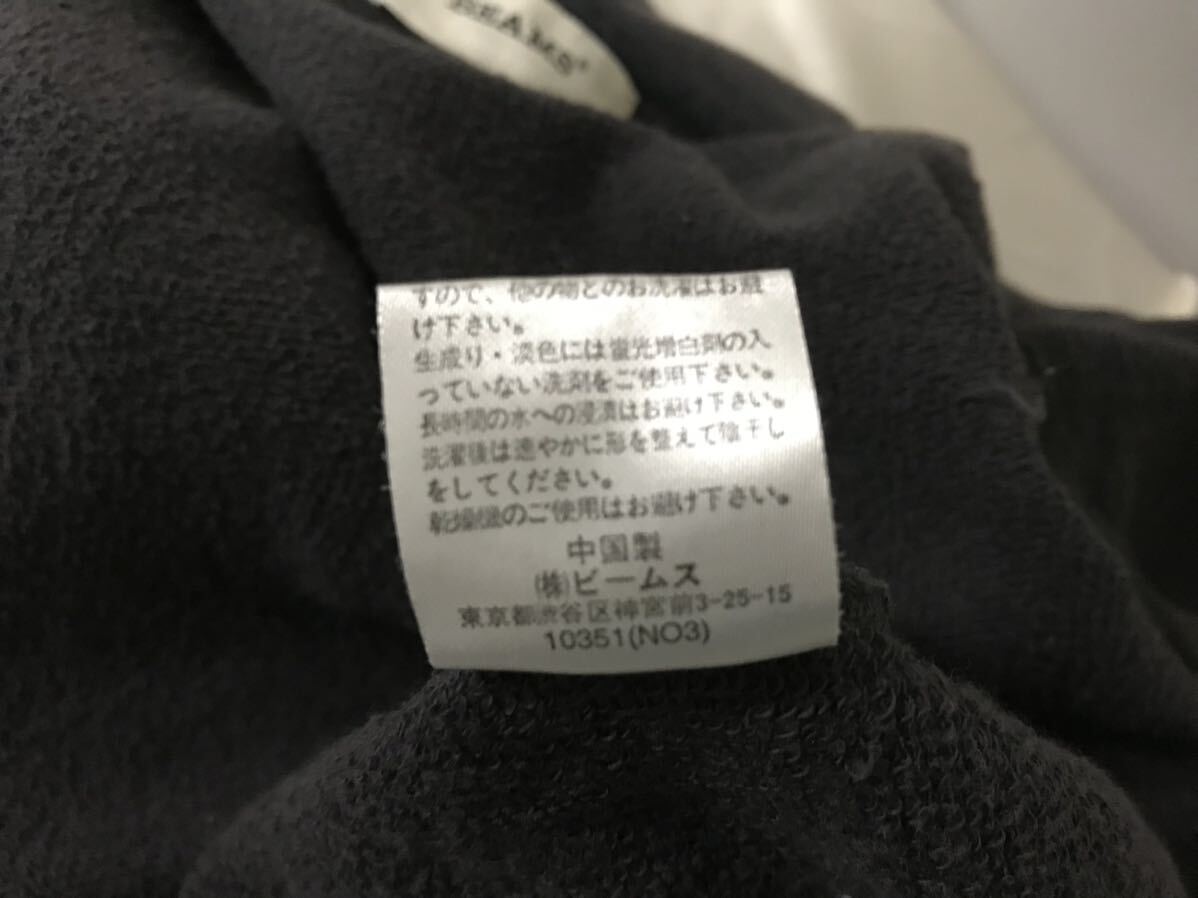 BEAMS
すので、他の物とのお洗濯はお避
け下さい。
生成り・淡色には蛍光増白剤の入
っていない洗剤をご使用下さい。
長時間の水への浸漬はお避け下さい。
洗濯後は速やかに形を整えて陰干し
をしてください。
乾燥機のご使用はお避け下さい。
中国製
㈱ビームス
東京都渋谷区神宮前3-25-15
10351(NO3)